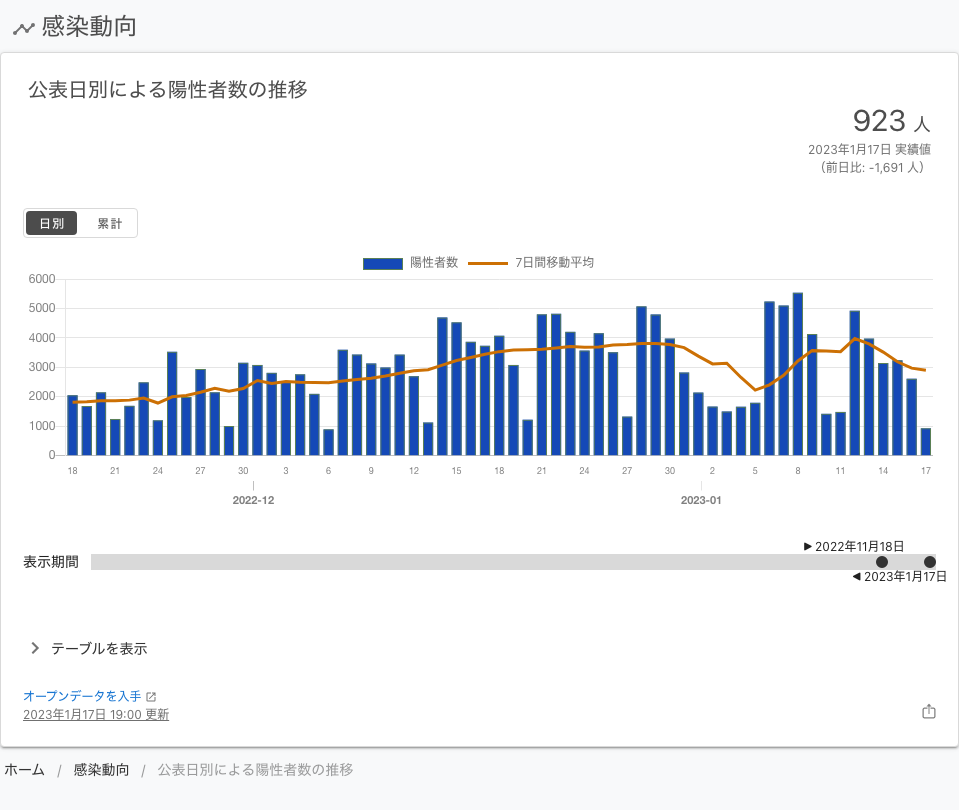 感染動向
公表日別による陽性者数の推移
923 人
2023年1月17日 実績値
（前日比: -1,691 人）
日別 累計
陽性者数 7日間移動平均
6000
5000
4000
3000
2000
1000
0
18 21 24 27 30 3 6 9 12 15 18 21 24 27 30 2 5 8 11 14 17
2022-12 2023-01
▶ 2022年11月18日
表示期間
◀ 2023年1月17日
テーブルを表示
オープンデータを入手
2023年1月17日 19:00 更新
ホーム / 感染動向 / 公表日別による陽性者数の推移